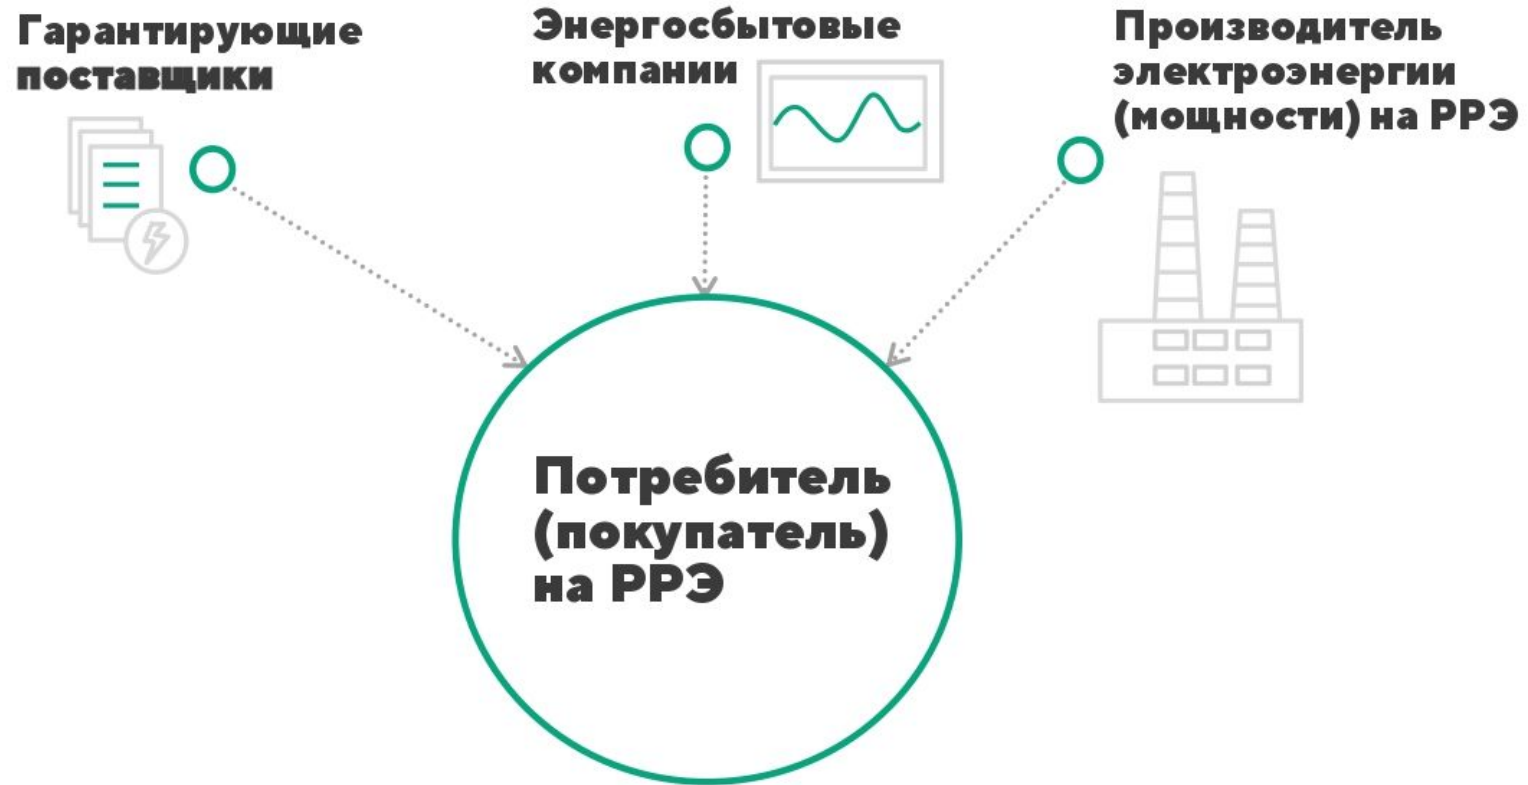 Гарантирующие
поставщики
Энергосбытовые
компании
Производитель
электроэнергии
(мощности) на РРЭ
Потребитель
(покупатель)
на РРЭ